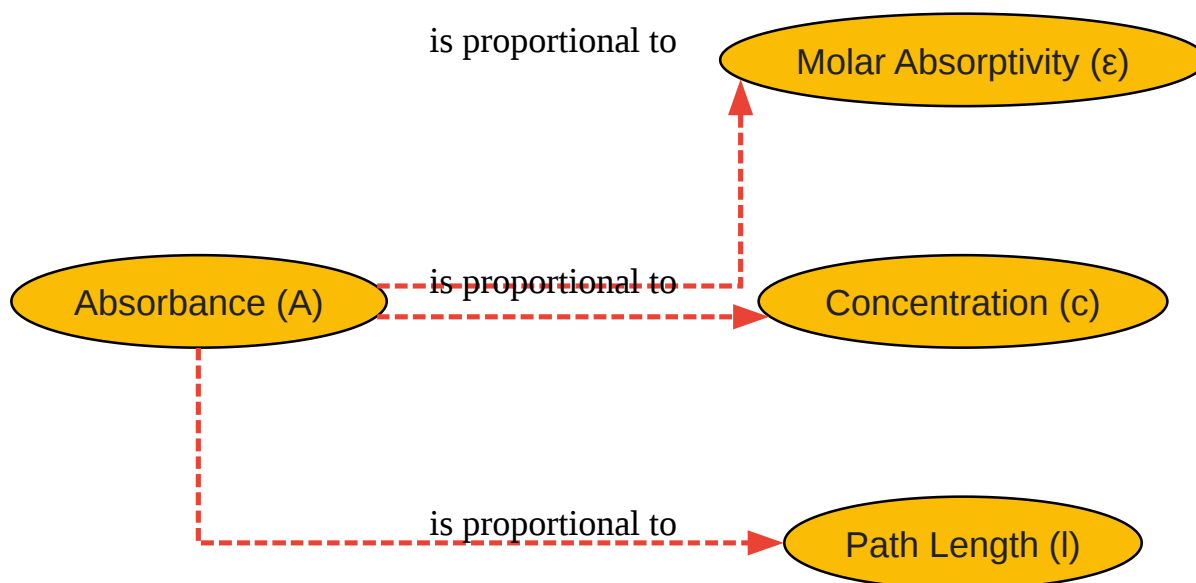 is proportional to
Molar Absorptivity (ε)
Absorbance (A)
is proportional to
Concentration (c)
is proportional to
Path Length (l)